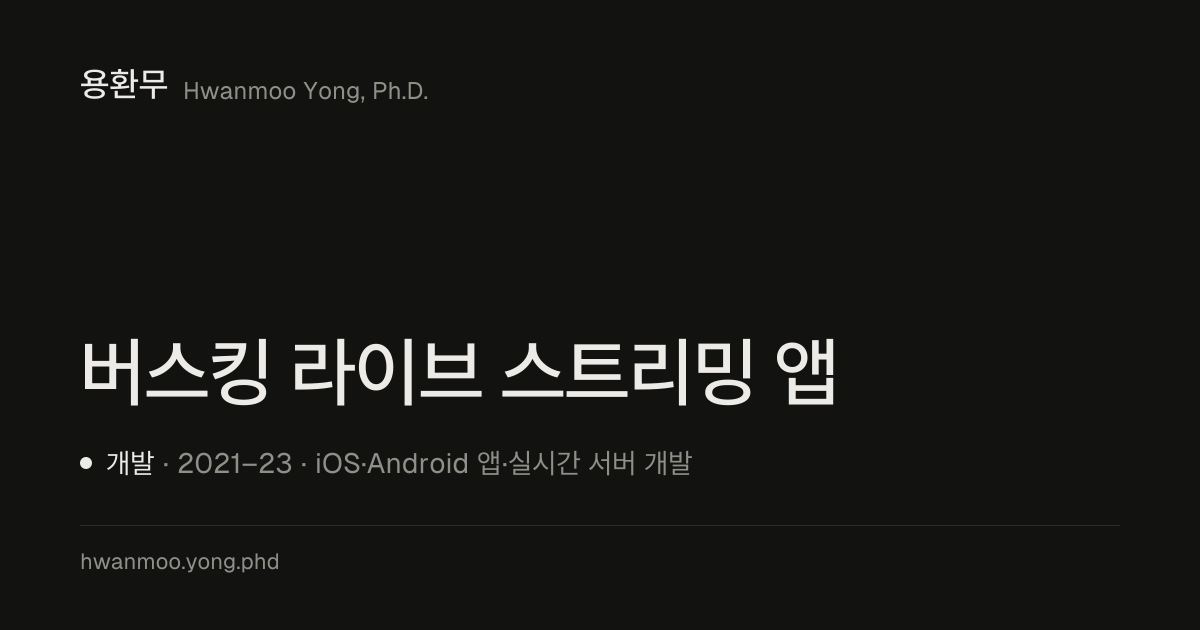 용환무 Hwanmoo Yong, Ph.D.
버스킹 라이브 스트리밍 앱
개발 · 2021–23 · iOS·Android 앱·실시간 서버 개발
hwanmoo.yong.phd